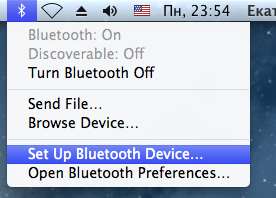 Пн, 23:54 Екат
Bluetooth: On
Discoverable: Off
Turn Bluetooth Off
Send File...
Browse Device...
Set Up Bluetooth Device...
Open Bluetooth Preferences...